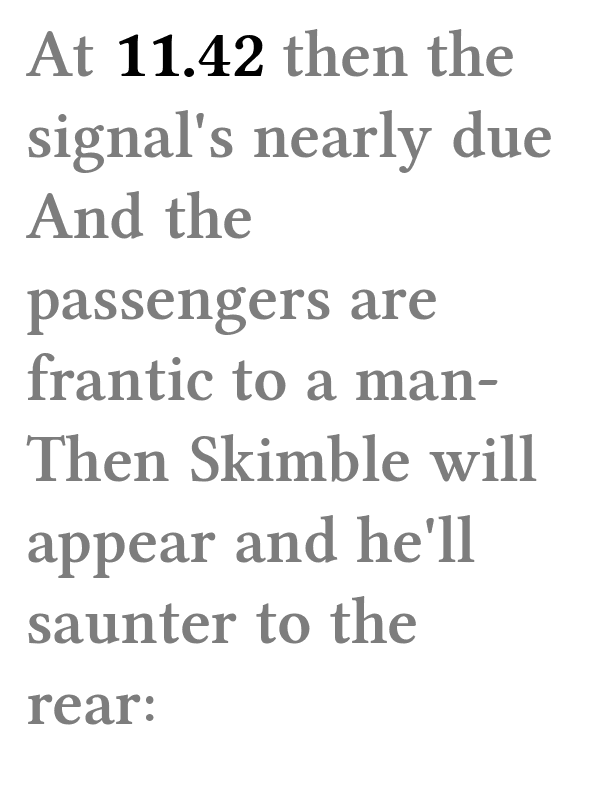 At 11.42 then the
signal's nearly due
And the
passengers are
frantic to a man-
Then Skimble will
appear and he'll
saunter to the
rear: